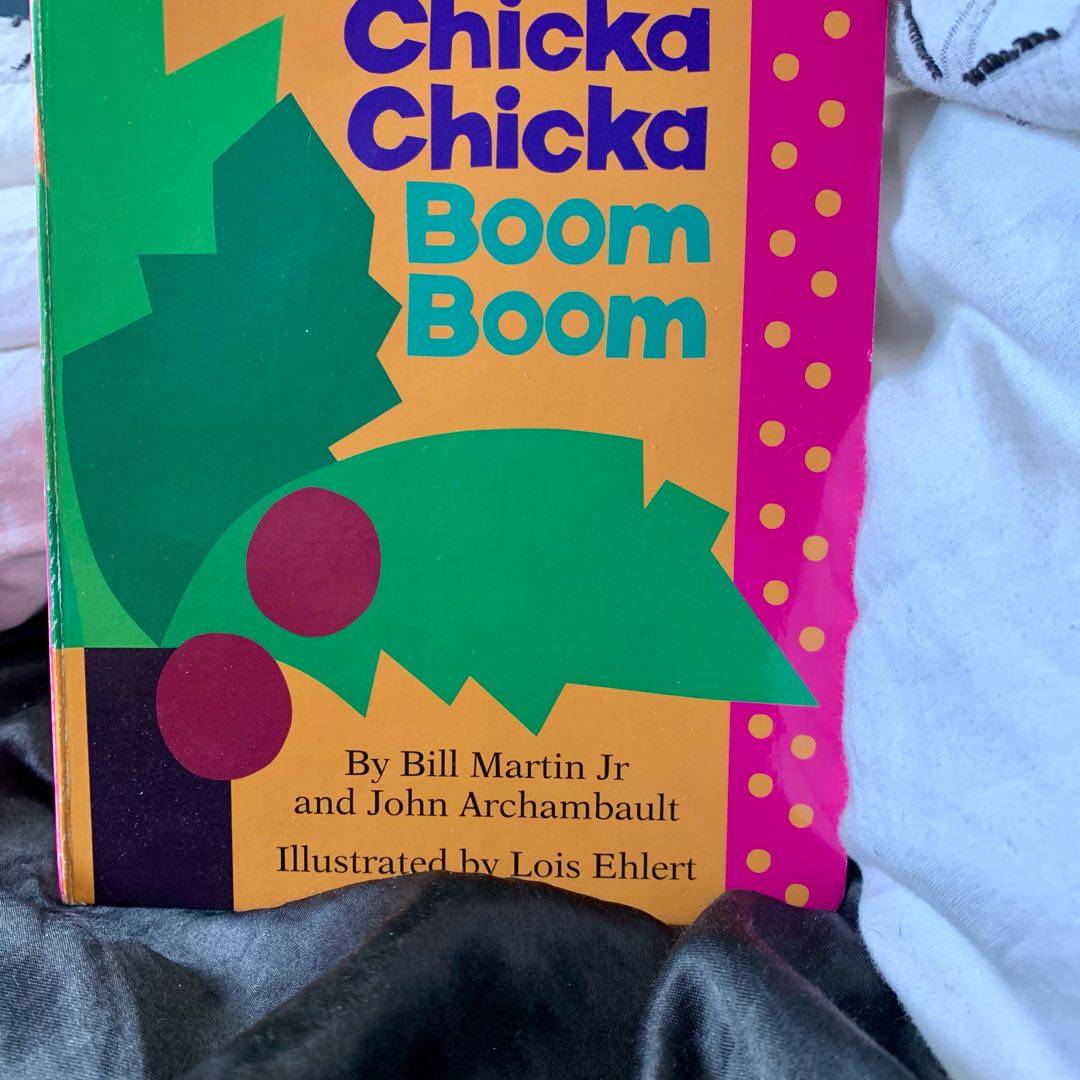 Chicka
Chicka
Boom
Boom
By Bill Martin Jr
and John Archambault
Illustrated by Lois Ehlert